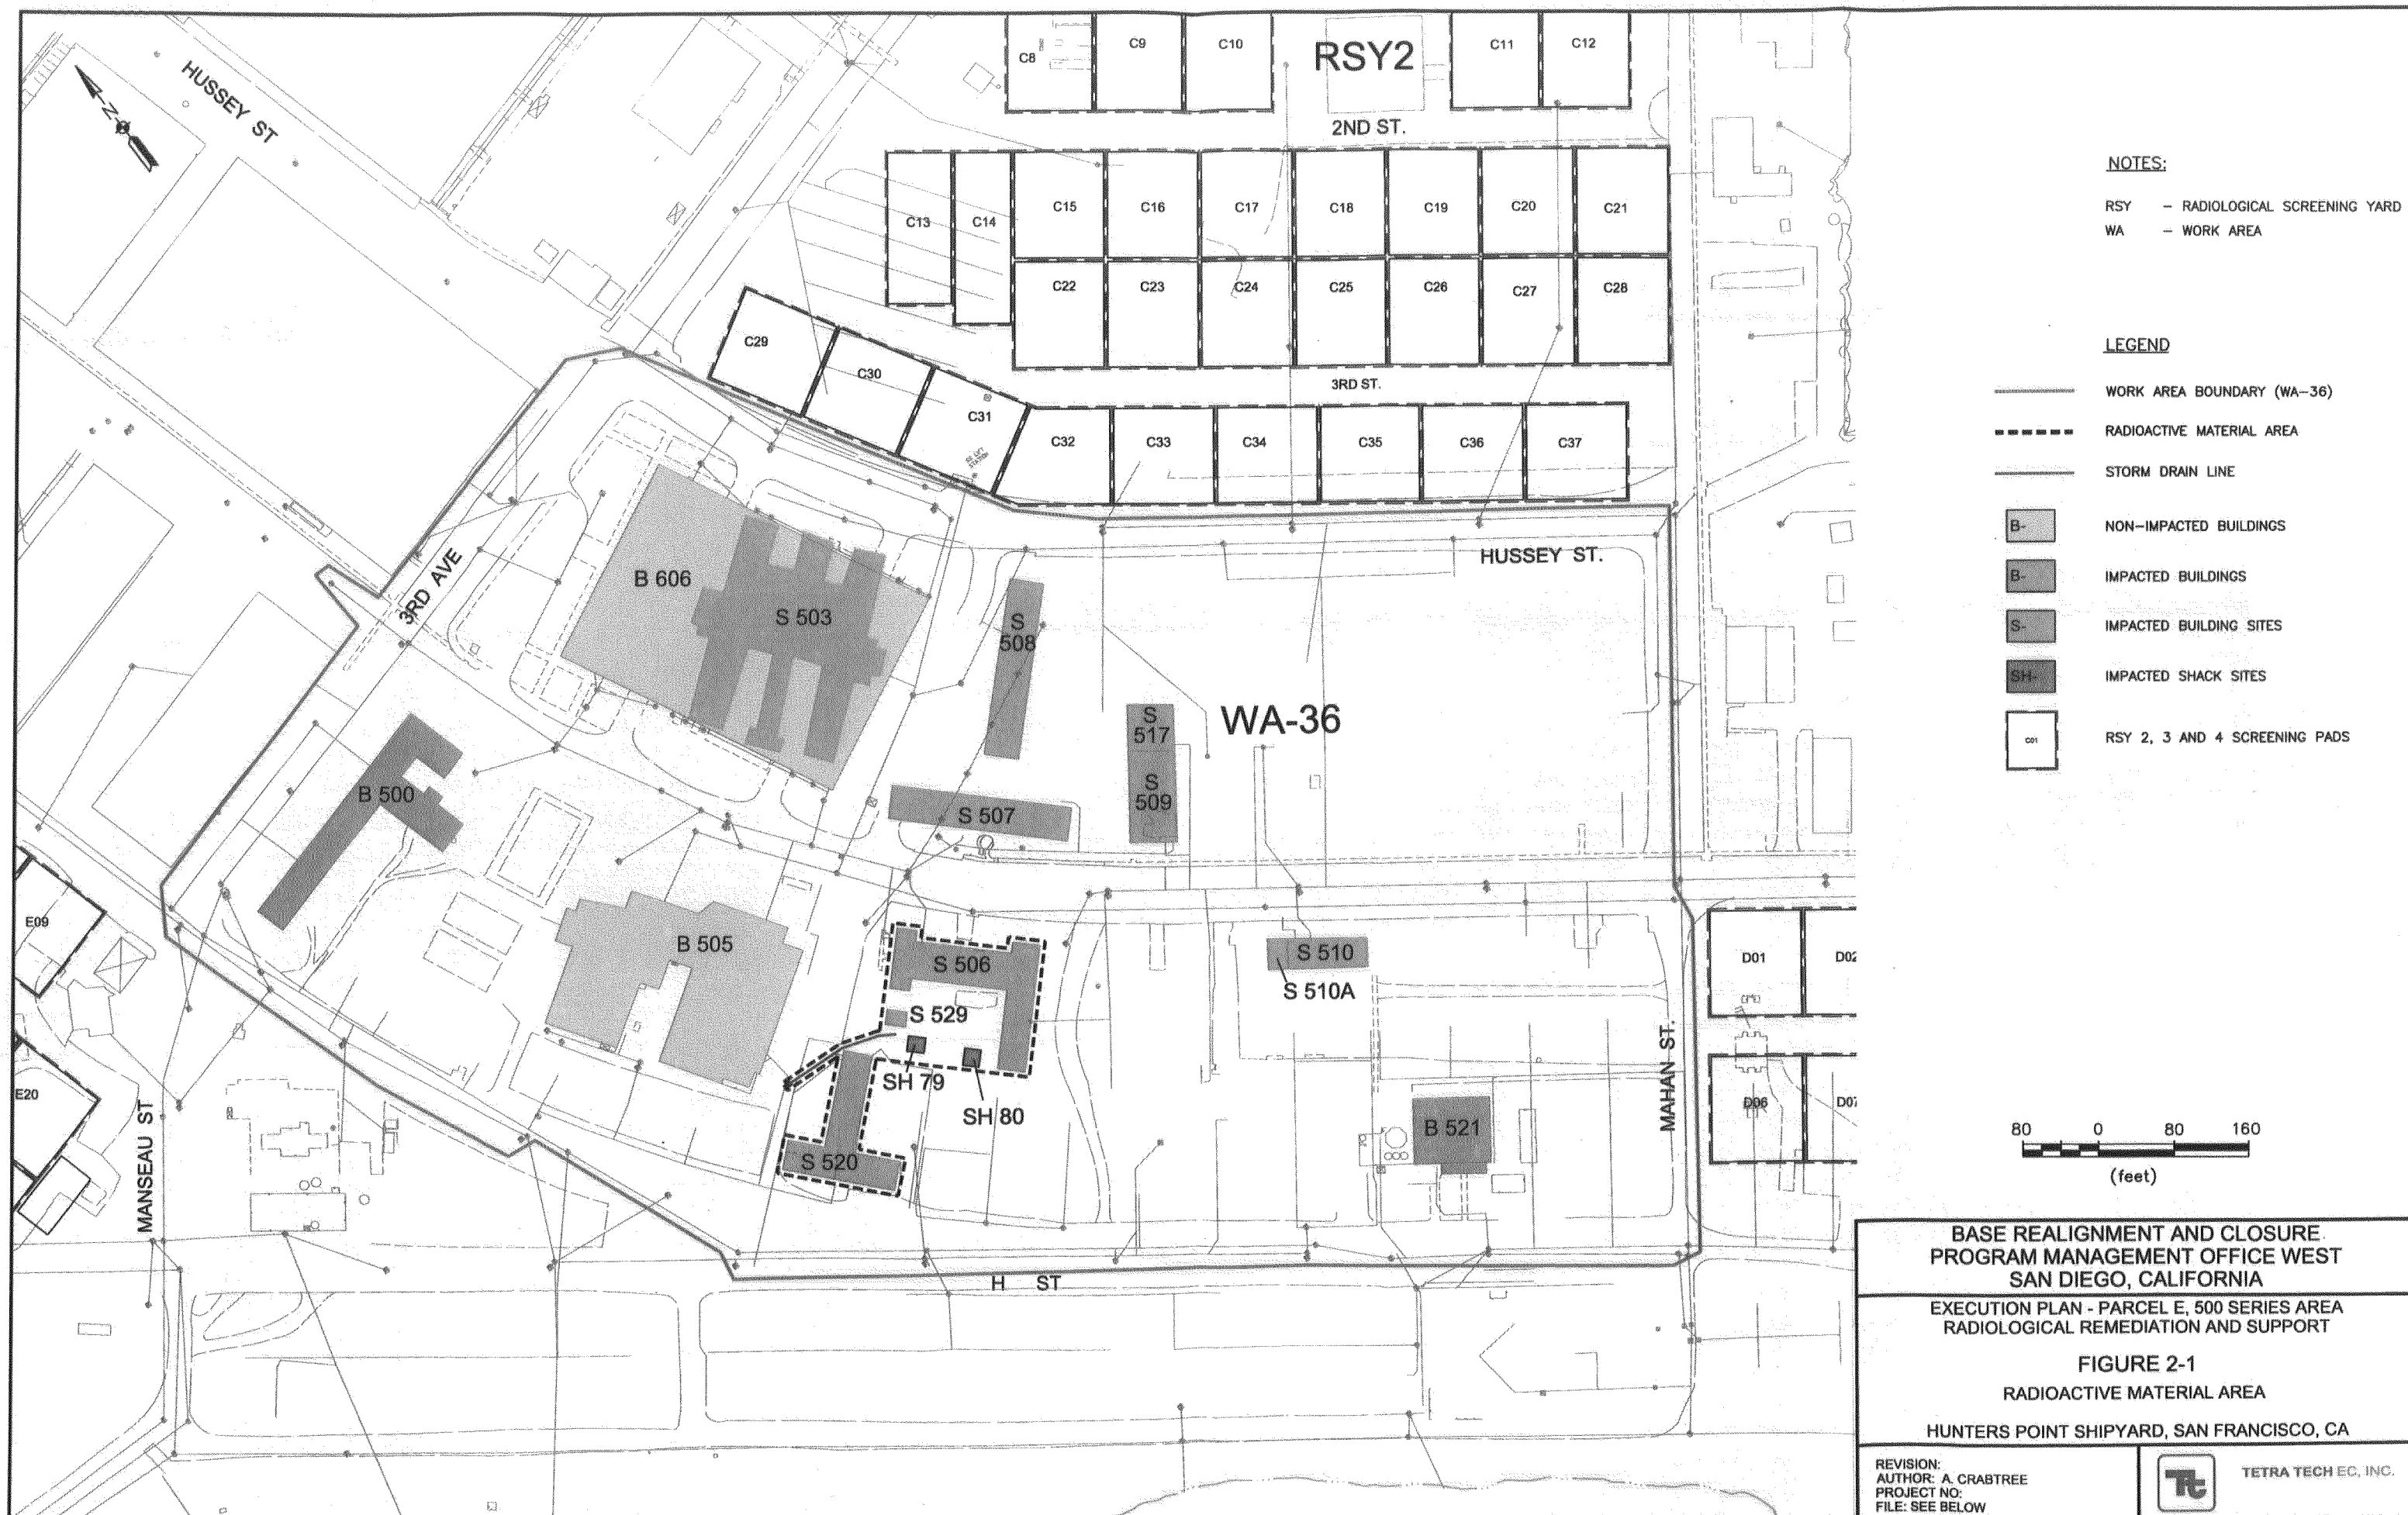 HUSSEY ST
N
C8
C9
C10
RSY2
C11
C12
2ND ST.
C13
C14
C15
C16
C17
C18
C19
C20
C21
C22
C23
C24
C25
C26
C27
C28
C29
C30
C31
3RD ST.
C32
C33
C34
C35
C36
C37
SS LIFT
STATION
3RD AVE
HUSSEY ST.
B 606
S 503
S
508
S
517
S
509
WA-36
B 500
S 507
B 505
S 506
S 529
SH 79
SH 80
S 520
S 510
S 510A
B 521
MAHAN ST.
MANSEAU ST
H ST
E09
E20
D01
D02
D06
D07
NOTES:
RSY – RADIOLOGICAL SCREENING YARD
WA – WORK AREA
LEGEND
WORK AREA BOUNDARY (WA-36)
RADIOACTIVE MATERIAL AREA
STORM DRAIN LINE
B- NON-IMPACTED BUILDINGS
B- IMPACTED BUILDINGS
S- IMPACTED BUILDING SITES
SH- IMPACTED SHACK SITES
C01 RSY 2, 3 AND 4 SCREENING PADS
80 0 80 160
(feet)
BASE REALIGNMENT AND CLOSURE
PROGRAM MANAGEMENT OFFICE WEST
SAN DIEGO, CALIFORNIA
EXECUTION PLAN - PARCEL E, 500 SERIES AREA
RADIOLOGICAL REMEDIATION AND SUPPORT
FIGURE 2-1
RADIOACTIVE MATERIAL AREA
HUNTERS POINT SHIPYARD, SAN FRANCISCO, CA
REVISION:
AUTHOR: A. CRABTREE
PROJECT NO:
FILE: SEE BELOW
Tt
TETRA TECH EC, INC.